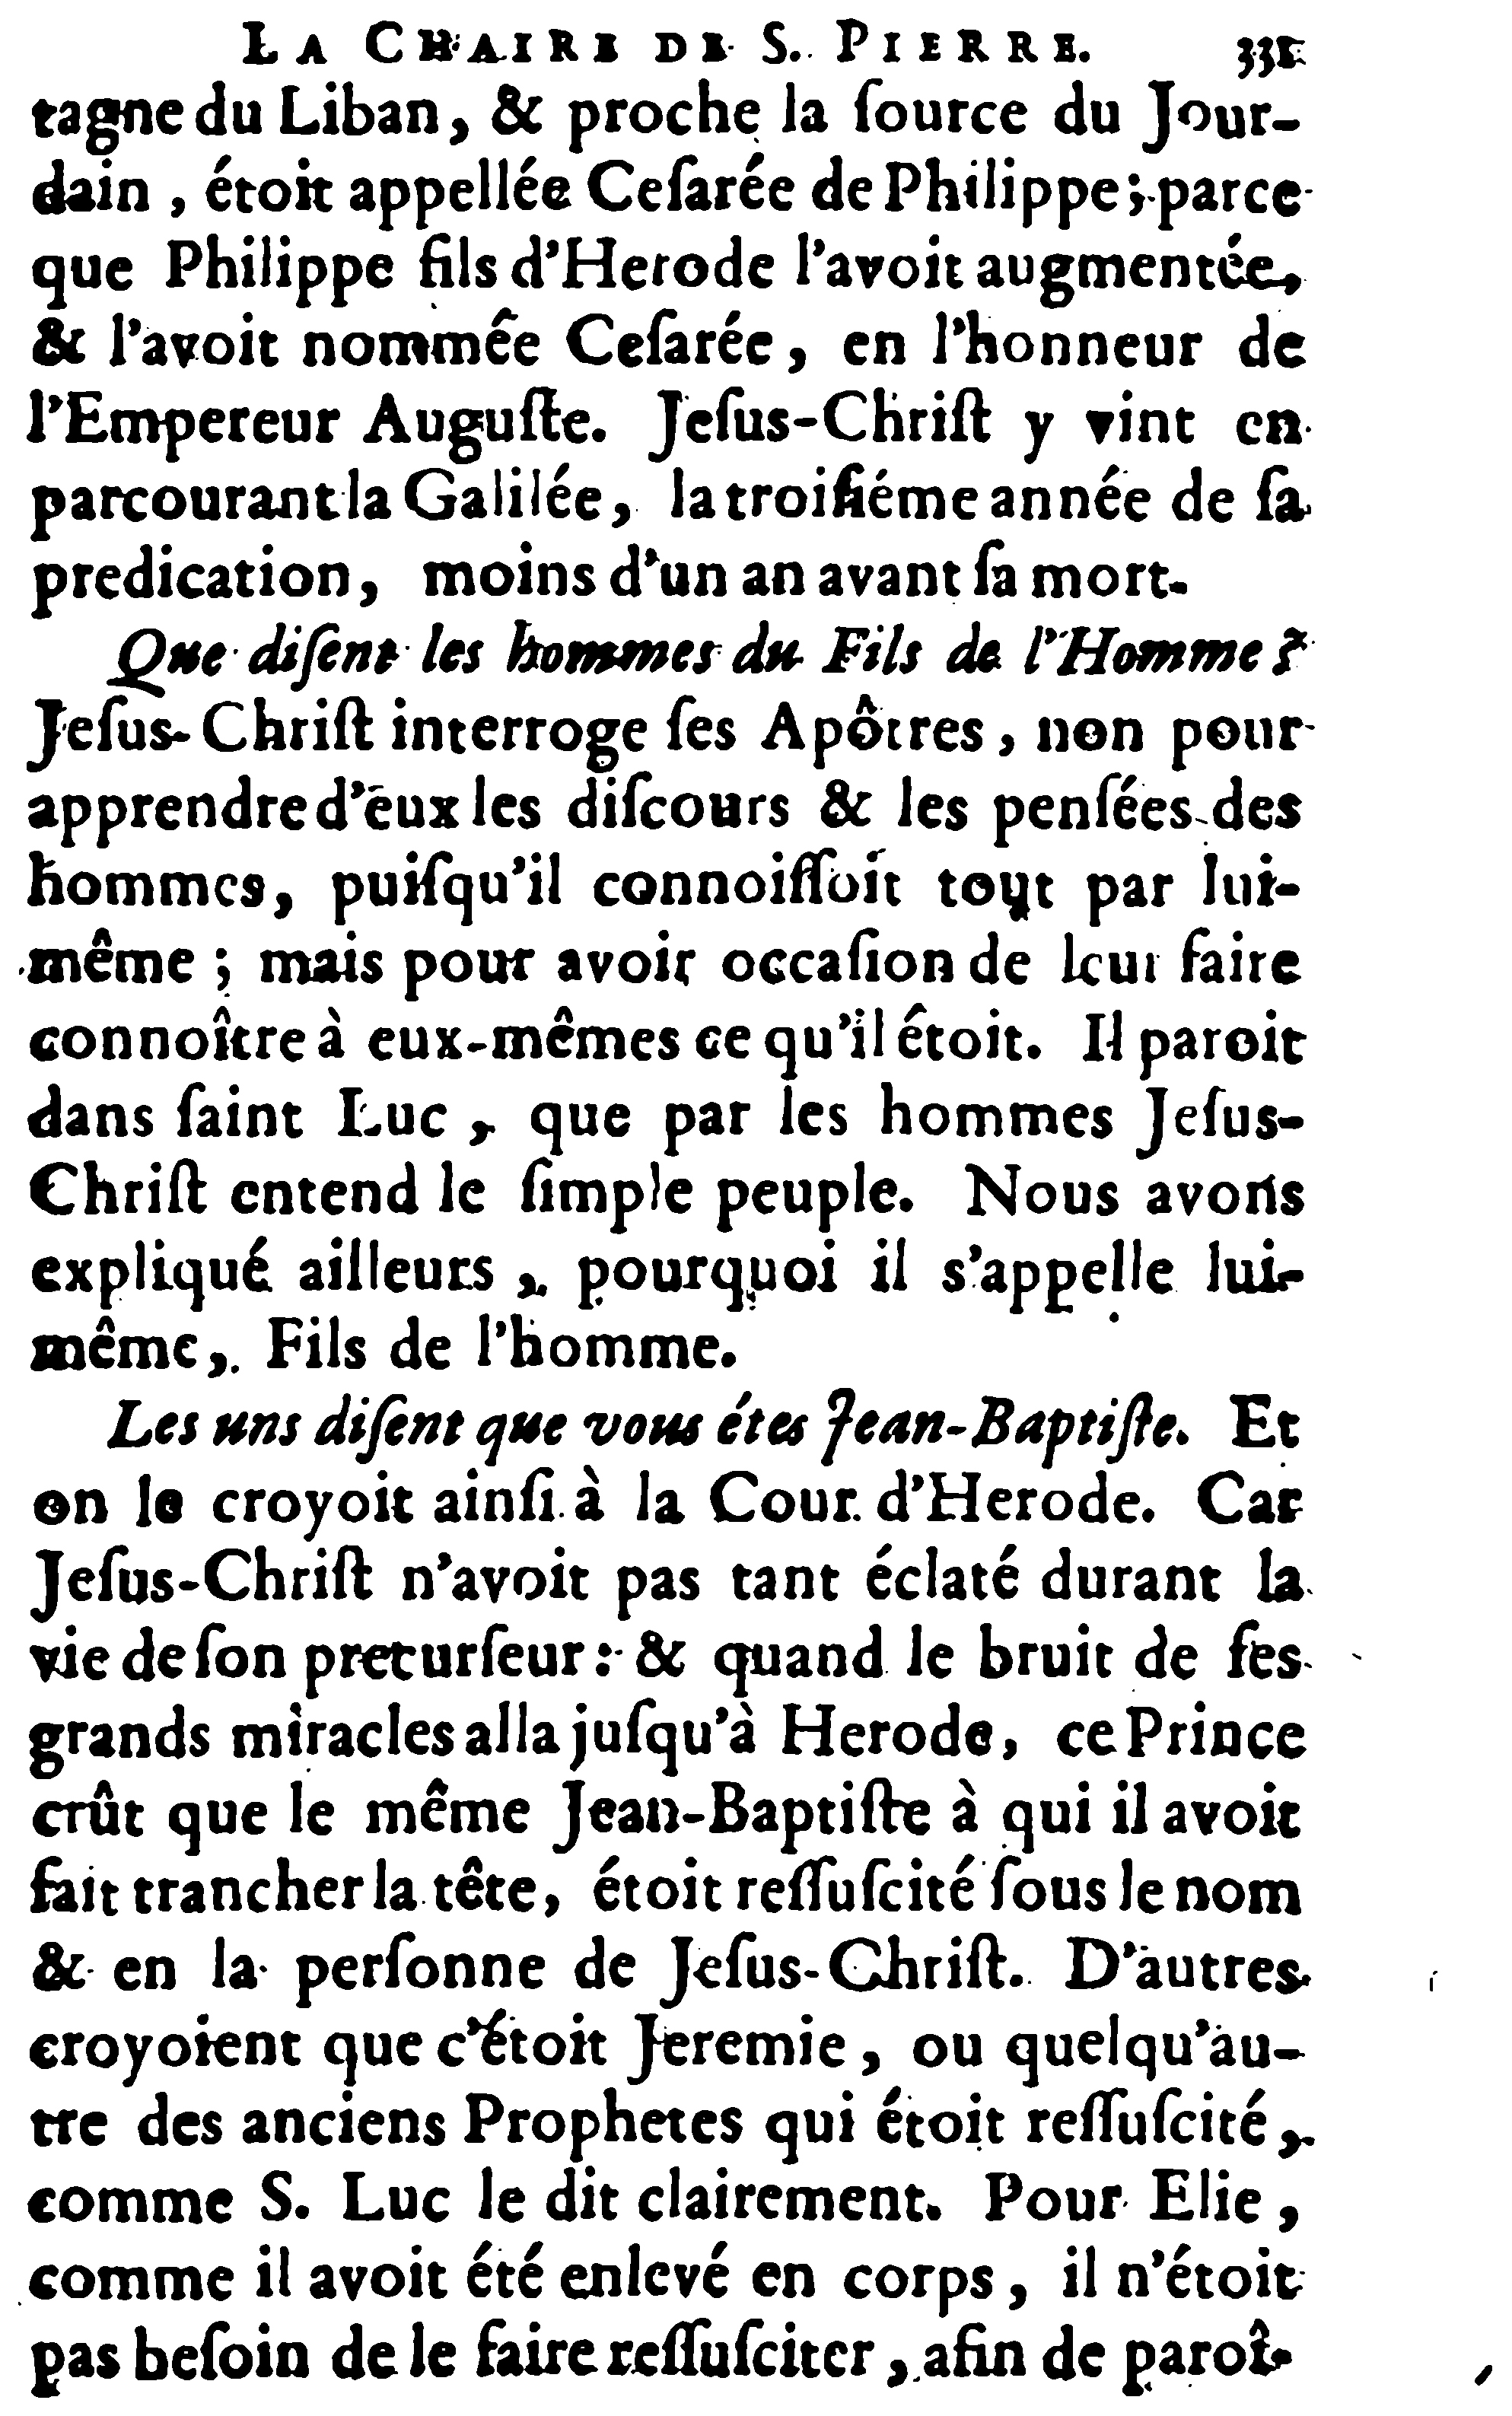 LA CHAIRE DE S. PIERRE. 331
tagne du Liban, & proche la ſource du Jour-
dain, étoit appellée Ceſarée de Philippe; parce
que Philippe fils d'Herode l'avoit augmentée,
& l'avoit nommée Ceſarée, en l'honneur de
l'Empereur Auguſte. Jeſus-Chriſt y vint en
parcourant la Galilée, la troiſiéme année de ſa
predication, moins d'un an avant ſa mort.
Que diſent les hommes du Fils de l'Homme?
Jeſus-Chriſt interroge ſes Apôtres, non pour
apprendre d'eux les diſcours & les penſées des
hommes, puiſqu'il connoiſſoit tout par lui-
même; mais pour avoir occaſion de leur faire
connoître à eux-mêmes ce qu'il étoit. Il paroit
dans ſaint Luc, que par les hommes Jeſus-
Chriſt entend le ſimple peuple. Nous avons
expliqué ailleurs, pourquoi il s'appelle lui-
même, Fils de l'homme.
Les uns diſent que vous étes Jean-Baptiſte. Et
on le croyoit ainſi à la Cour d'Herode. Car
Jeſus-Chriſt n'avoit pas tant éclaté durant la
vie de ſon precurſeur: & quand le bruit de ſes
grands miracles alla juſqu'à Herode, ce Prince
crût que le même Jean-Baptiſte à qui il avoit
fait trancher la tête, étoit reſſuſcité ſous le nom
& en la perſonne de Jeſus-Chriſt. D'autres
croyoient que c'étoit Jeremie, ou quelqu'au-
tre des anciens Prophetes qui étoit reſſuſcité,
comme S. Luc le dit clairement. Pour Elie,
comme il avoit été enlevé en corps, il n'étoit
pas beſoin de le faire reſſuſciter, afin de paroî-